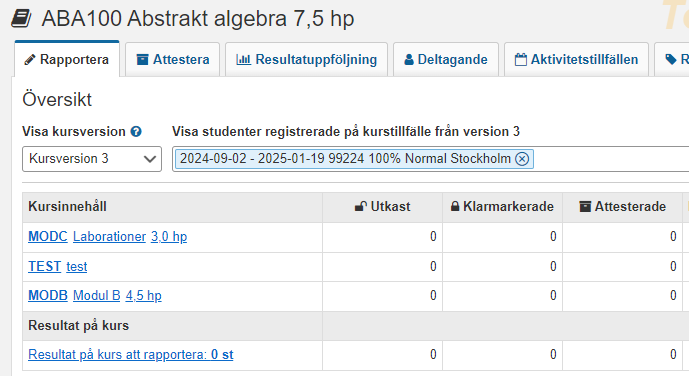 ABA100 Abstrakt algebra 7,5 hp
Rapportera Attestera Resultatuppföljning Deltagande Aktivitetstillfällen
Översikt
Visa kursversion Visa studenter registrerade på kurstillfälle från version 3
Kursversion 3 2024-09-02 - 2025-01-19 99224 100% Normal Stockholm
Kursinnehåll Utkast Klarmarkerade Attesterade
MODC Laborationer 3,0 hp 0 0 0
TEST test 0 0 0
MODB Modul B 4,5 hp 0 0 0
Resultat på kurs
Resultat på kurs att rapportera: 0 st 0 0 0